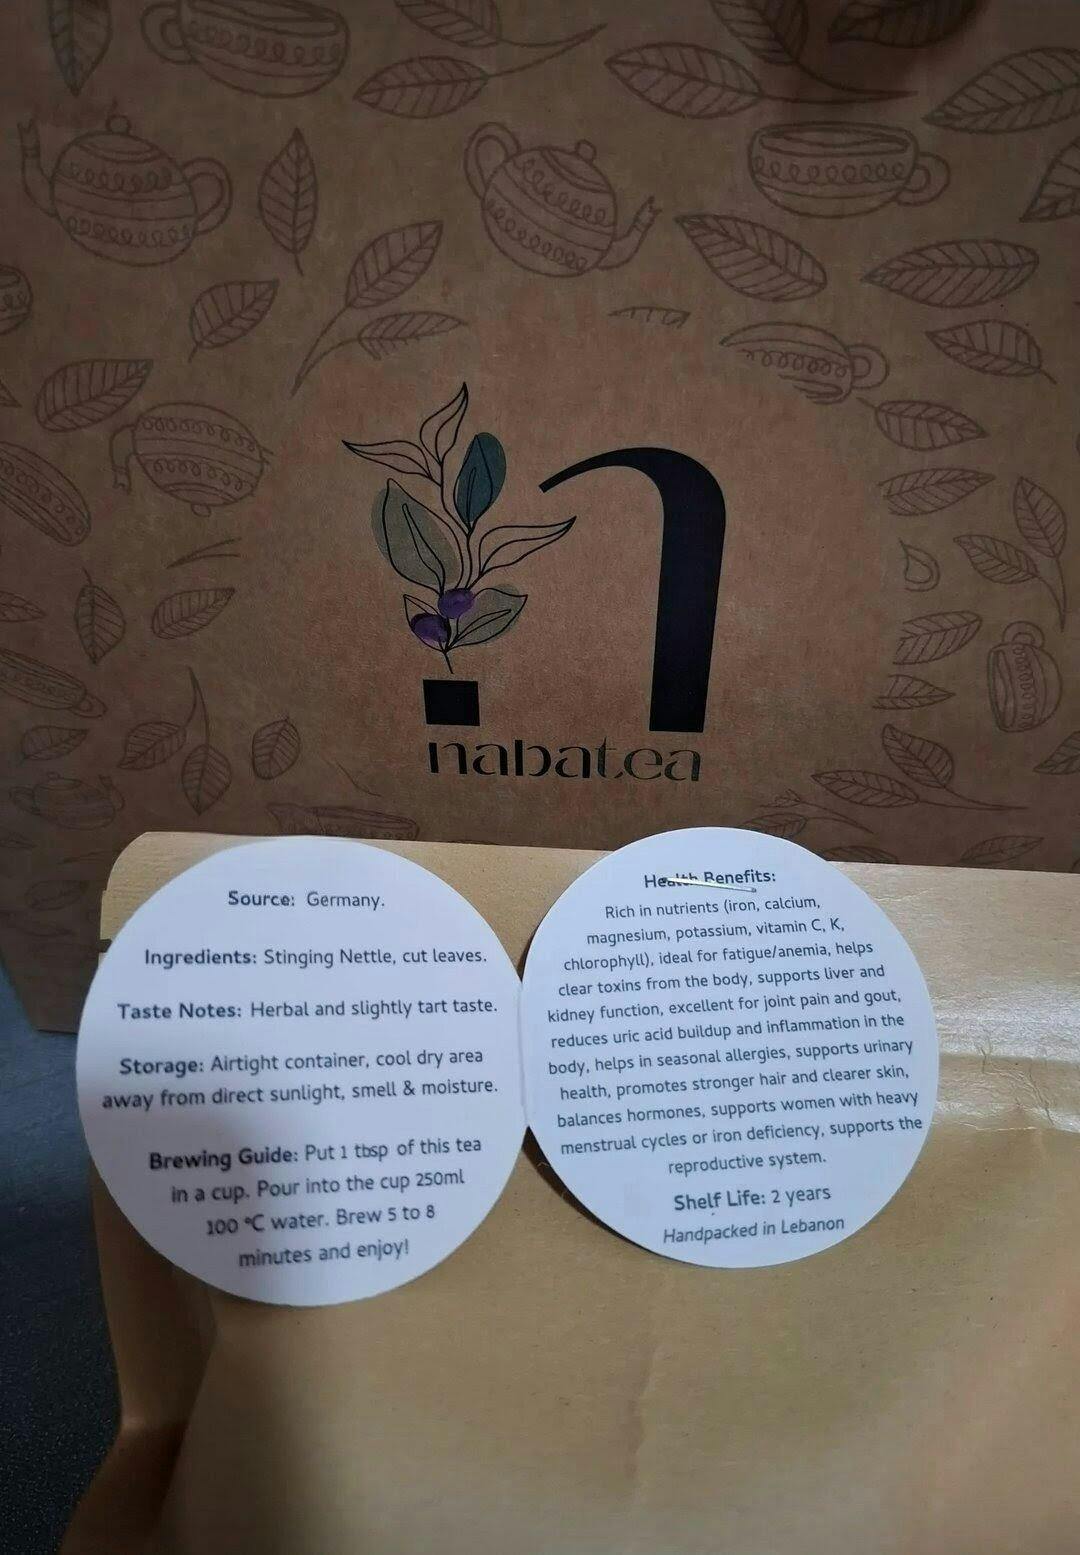 nabatea
Source: Germany.
Ingredients: Stinging Nettle, cut leaves.
Taste Notes: Herbal and slightly tart taste.
Storage: Airtight container, cool dry area
away from direct sunlight, smell & moisture.
Brewing Guide: Put 1 tbsp of this tea
in a cup. Pour into the cup 250ml
100 °C water. Brew 5 to 8
minutes and enjoy!
Health Benefits:
Rich in nutrients (iron, calcium,
magnesium, potassium, vitamin C, K,
chlorophyll), ideal for fatigue/anemia, helps
clear toxins from the body, supports liver and
kidney function, excellent for joint pain and gout,
reduces uric acid buildup and inflammation in the
body, helps in seasonal allergies, supports urinary
health, promotes stronger hair and clearer skin,
balances hormones, supports women with heavy
menstrual cycles or iron deficiency, supports the
reproductive system.
Shelf Life: 2 years
Handpacked in Lebanon